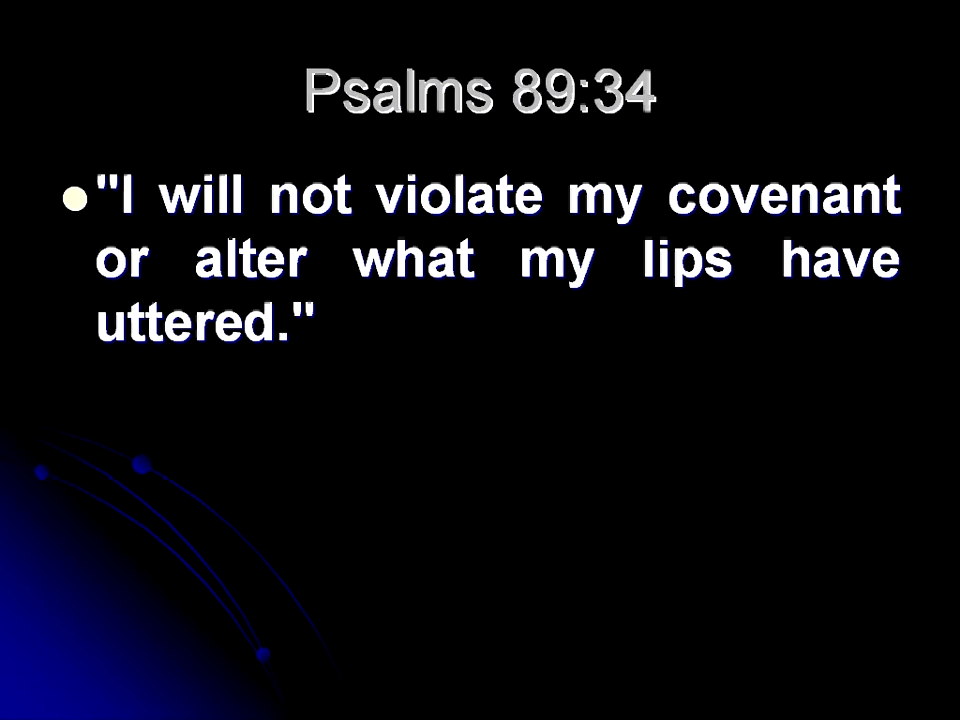 Psalms 89:34
"I will not violate my covenant
or alter what my lips have
uttered."